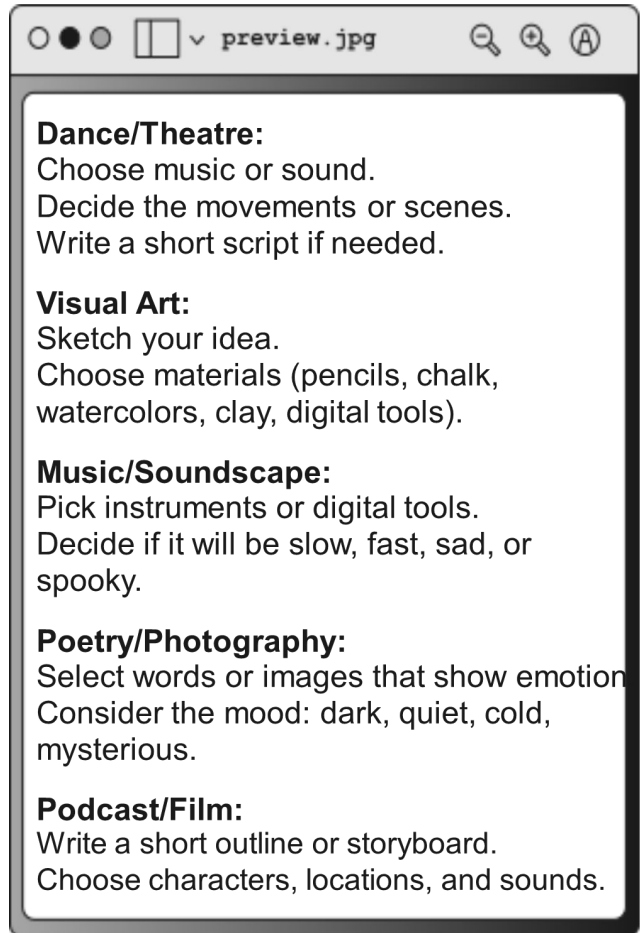 preview.jpg
Dance/Theatre:
Choose music or sound.
Decide the movements or scenes.
Write a short script if needed.
Visual Art:
Sketch your idea.
Choose materials (pencils, chalk,
watercolors, clay, digital tools).
Music/Soundscape:
Pick instruments or digital tools.
Decide if it will be slow, fast, sad, or
spooky.
Poetry/Photography:
Select words or images that show emotion
Consider the mood: dark, quiet, cold,
mysterious.
Podcast/Film:
Write a short outline or storyboard.
Choose characters, locations, and sounds.